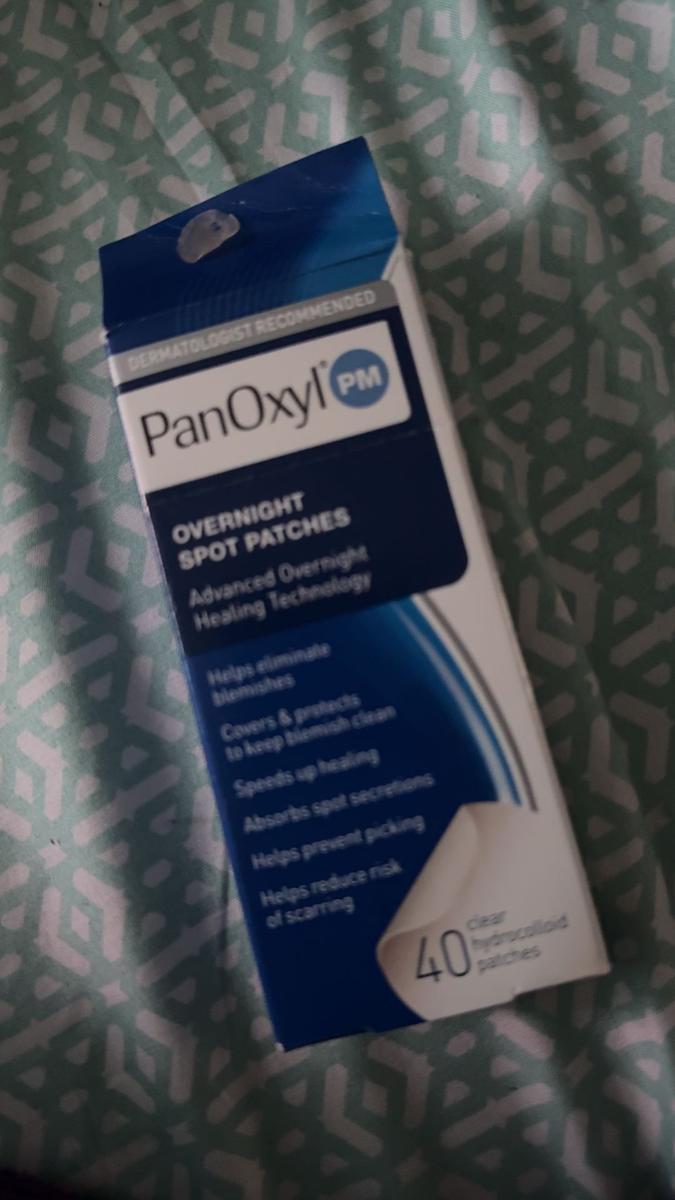 DERMATOLOGIST RECOMMENDED
PanOxyl® PM
OVERNIGHT
SPOT PATCHES
Advanced Overnight
Healing Technology
Helps eliminate
blemishes
Covers & protects
to keep blemish clean
Speeds up healing
Absorbs spot secretions
Helps prevent picking
Helps reduce risk
of scarring
40 clear
hydrocolloid
patches